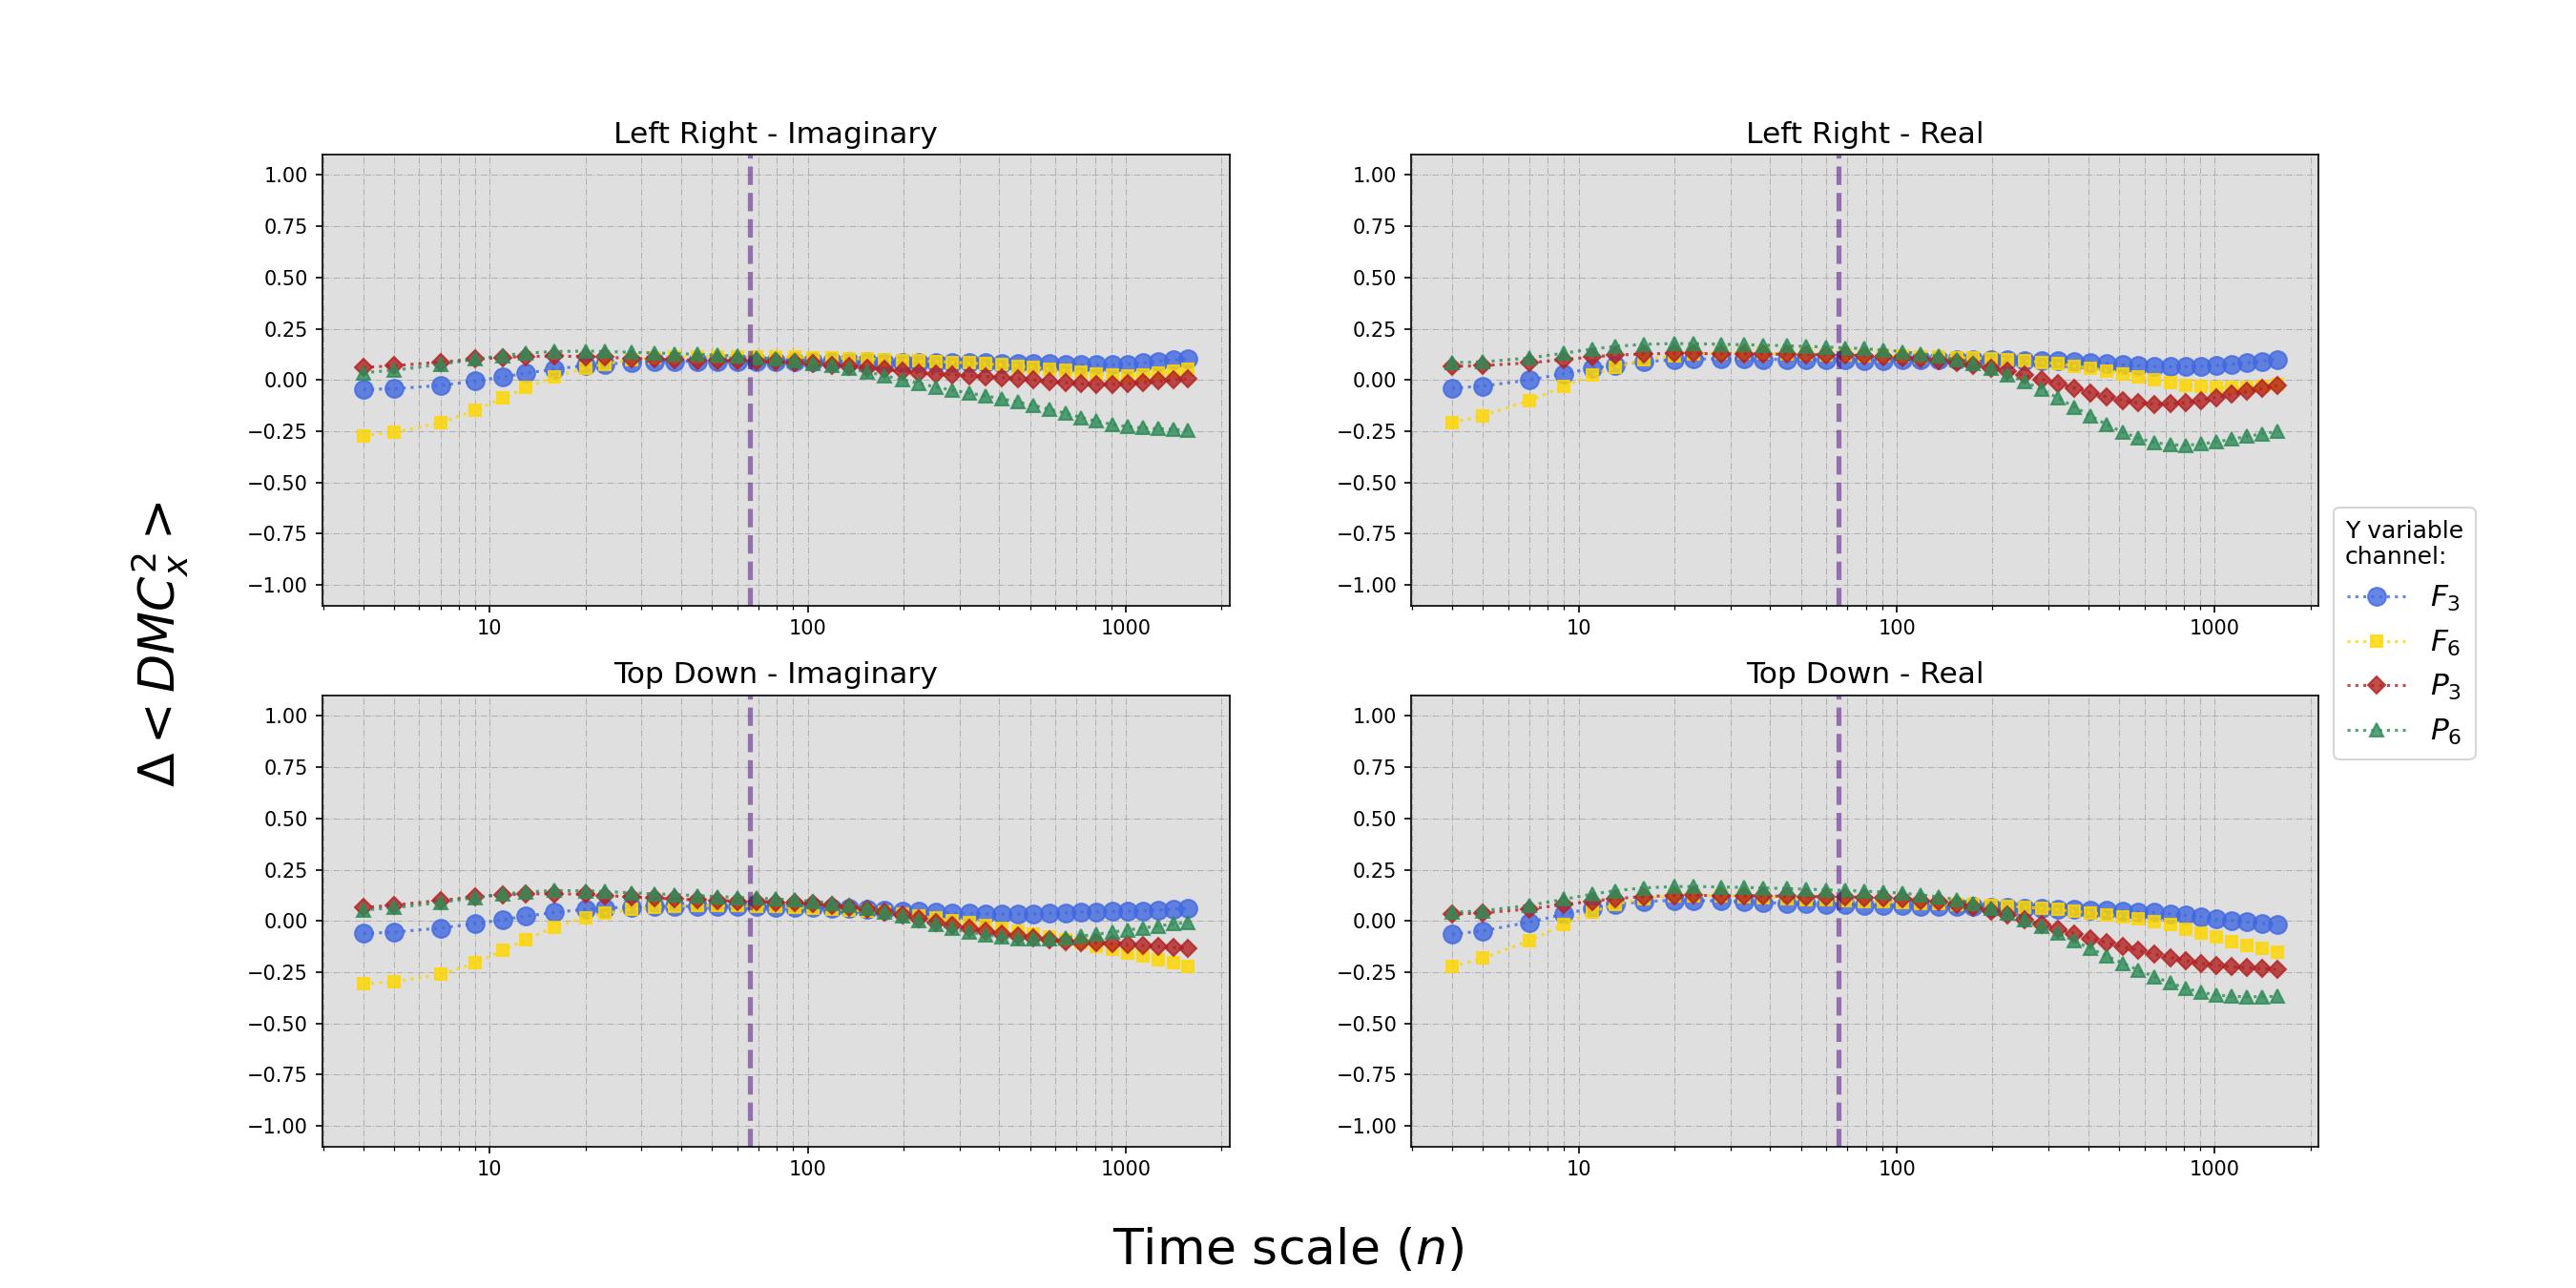 Left Right - Imaginary
1.00
0.75
0.50
0.25
0.00
−0.25
−0.50
−0.75
−1.00
10 100 1000
Left Right - Real
1.00
0.75
0.50
0.25
0.00
−0.25
−0.50
−0.75
−1.00
10 100 1000
Top Down - Imaginary
1.00
0.75
0.50
0.25
0.00
−0.25
−0.50
−0.75
−1.00
10 100 1000
Top Down - Real
1.00
0.75
0.50
0.25
0.00
−0.25
−0.50
−0.75
−1.00
10 100 1000
Δ < DMC²ₓ >
Time scale (n)
Y variable
channel:
F₃
F₆
P₃
P₆